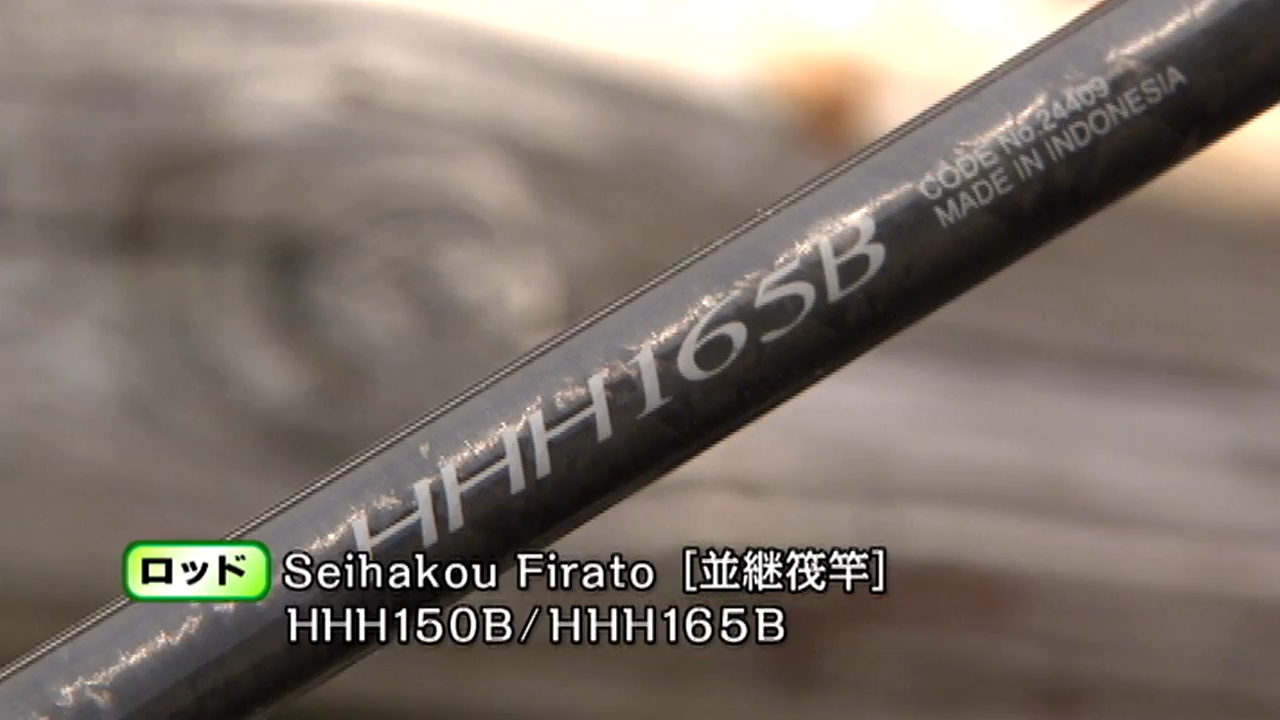 CODE No.24409
MADE IN INDONESIA
HHH165B
ロッド
Seihakou Firato [並継筏竿]
HHH150B/HHH165B